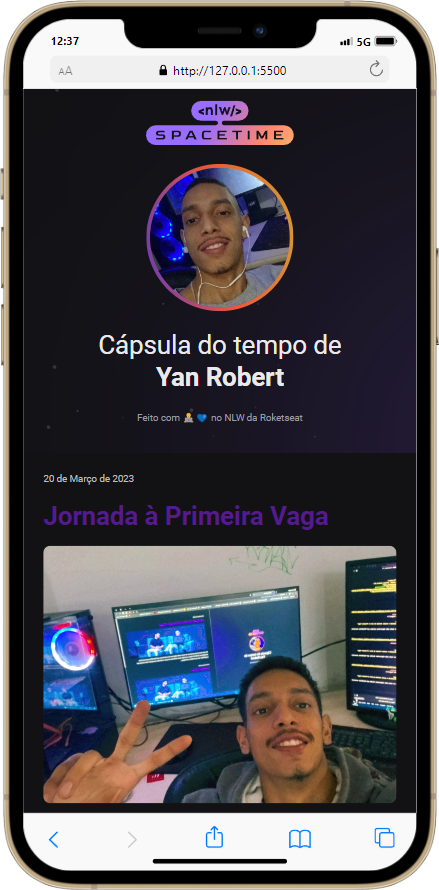 12:37
5G
AA
http://127.0.0.1:5500
<nlw/>
SPACETIME
Cápsula do tempo de
Yan Robert
Feito com 👨‍💻 💙 no NLW da Roketseat
20 de Março de 2023
Jornada à Primeira Vaga